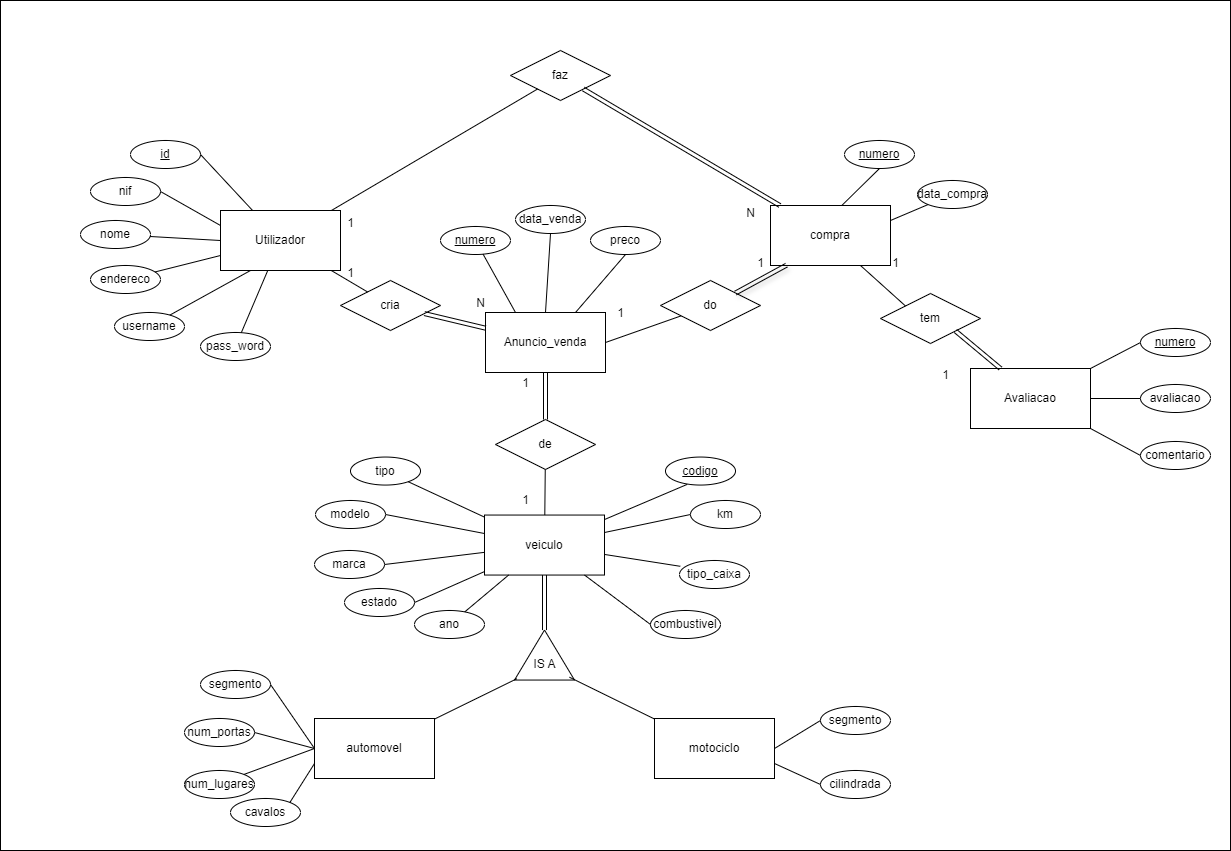 faz
id
numero
nif
data_compra
data_venda
N
nome
1
numero
preco
Utilizador
compra
1
1
1
endereco
N
cria
do
1
tem
username
pass_word
Anuncio_venda
numero
1
1
Avaliacao
avaliacao
de
comentario
tipo
codigo
1
modelo
km
veiculo
marca
tipo_caixa
estado
ano
combustivel
IS A
segmento
segmento
num_portas
automovel
motociclo
num_lugares
cilindrada
cavalos